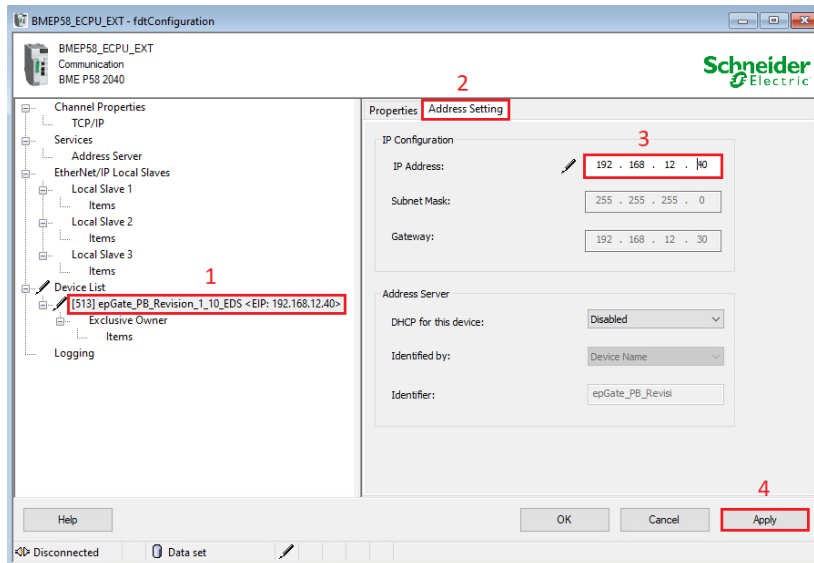 BMEP58_ECPU_EXT - fdtConfiguration
BMEP58_ECPU_EXT
Communication
BME P58 2040
Schneider
Electric
2
Channel Properties
TCP/IP
Services
Address Server
EtherNet/IP Local Slaves
Local Slave 1
Items
Local Slave 2
Items
Local Slave 3
Items
1
Device List
[513] epGate_PB_Revision_1_10_EDS <EIP: 192.168.12.40>
Exclusive Owner
Items
Logging
Properties Address Setting
IP Configuration
3
IP Address: 192 . 168 . 12 . 40
Subnet Mask: 255 . 255 . 255 . 0
Gateway: 192 . 168 . 12 . 30
Address Server
DHCP for this device: Disabled
Identified by: Device Name
Identifier: epGate_PB_Revisi
4
Help OK Cancel Apply
Disconnected Data set